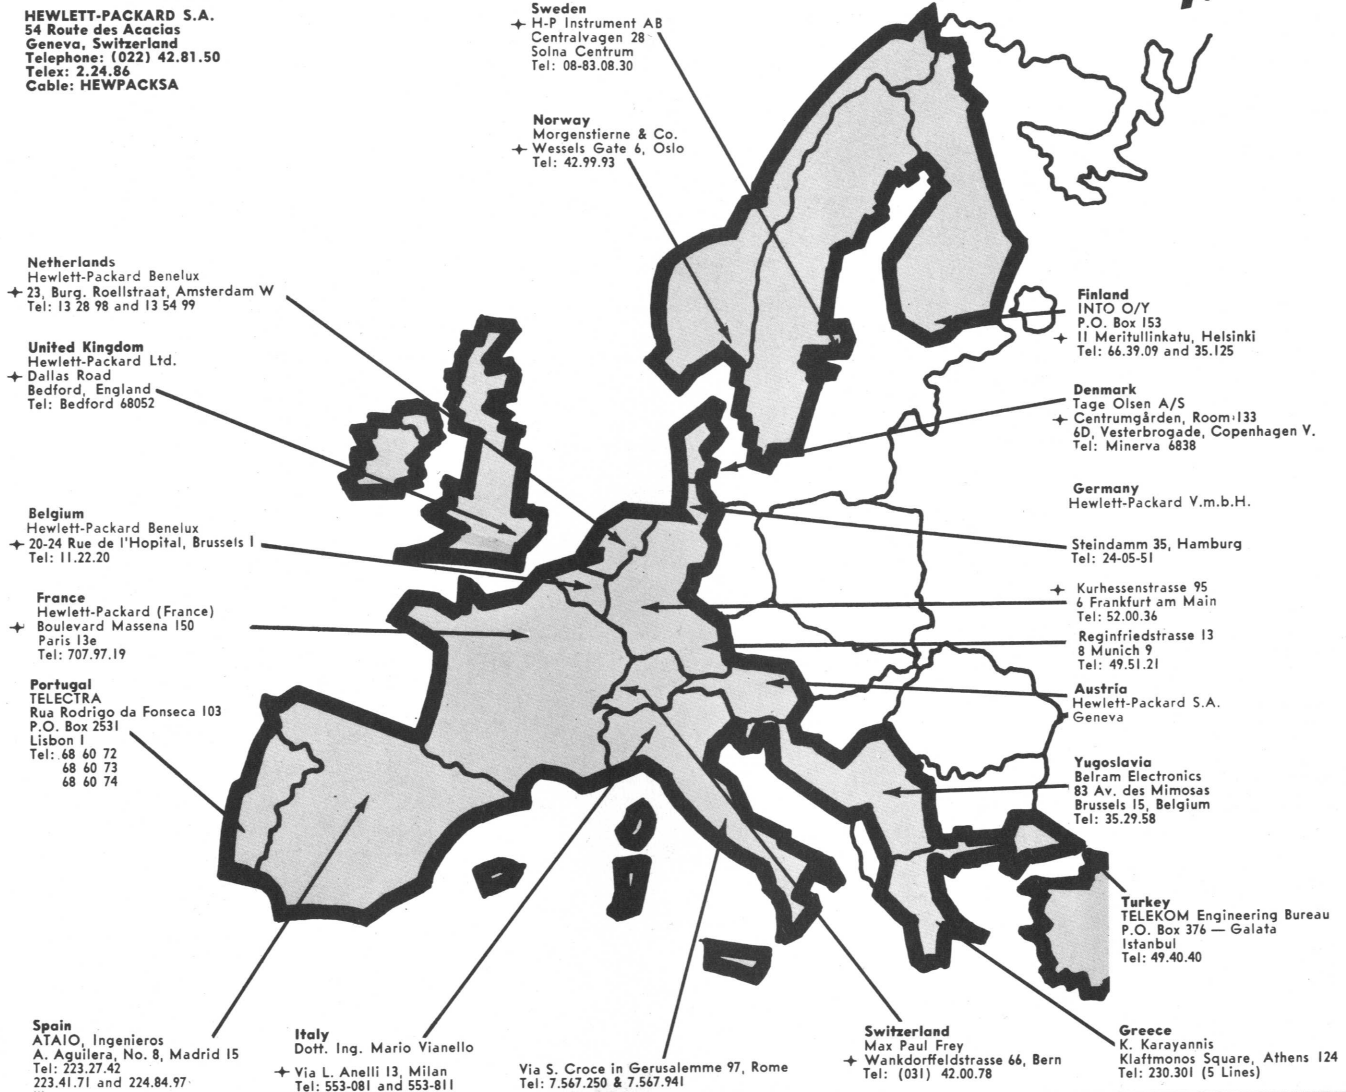 HEWLETT-PACKARD S.A.
54 Route des Acacias
Geneva, Switzerland
Telephone: (022) 42.81.50
Telex: 2.24.86
Cable: HEWPACKSA
Sweden
H-P Instrument AB
Centralvagen 28
Solna Centrum
Tel: 08-83.08.30
Norway
Morgenstierne & Co.
Wessels Gate 6, Oslo
Tel: 42.99.93
Netherlands
Hewlett-Packard Benelux
23, Burg. Roellstraat, Amsterdam W
Tel: 13 28 98 and 13 54 99
United Kingdom
Hewlett-Packard Ltd.
Dallas Road
Bedford, England
Tel: Bedford 68052
Belgium
Hewlett-Packard Benelux
20-24 Rue de l'Hopital, Brussels 1
Tel: 11.22.20
France
Hewlett-Packard (France)
Boulevard Massena 150
Paris 13e
Tel: 707.97.19
Portugal
TELECTRA
Rua Rodrigo da Fonseca 103
P.O. Box 2531
Lisbon 1
Tel: 68 60 72
68 60 73
68 60 74
Finland
INTO O/Y
P.O. Box 153
11 Meritullinkatu, Helsinki
Tel: 66.39.09 and 35.125
Denmark
Tage Olsen A/S
Centrumgården, Room 133
6D, Vesterbrogade, Copenhagen V.
Tel: Minerva 6838
Germany
Hewlett-Packard V.m.b.H.
Steindamm 35, Hamburg
Tel: 24-05-51
Kurhessenstrasse 95
6 Frankfurt am Main
Tel: 52.00.36
Reginfriedstrasse 13
8 Munich 9
Tel: 49.51.21
Austria
Hewlett-Packard S.A.
Geneva
Yugoslavia
Belram Electronics
83 Av. des Mimosas
Brussels 15, Belgium
Tel: 35.29.58
Turkey
TELEKOM Engineering Bureau
P.O. Box 376 — Galata
Istanbul
Tel: 49.40.40
Spain
ATAIO, Ingenieros
A. Aguilera, No. 8, Madrid 15
Tel: 223.27.42
223.41.71 and 224.84.97
Italy
Dott. Ing. Mario Vianello
Via L. Anelli 13, Milan
Tel: 553-081 and 553-811
Via S. Croce in Gerusalemme 97, Rome
Tel: 7.567.250 & 7.567.941
Switzerland
Max Paul Frey
Wankdorffeldstrasse 66, Bern
Tel: (031) 42.00.78
Greece
K. Karayannis
Klaftmonos Square, Athens 124
Tel: 230.301 (5 Lines)